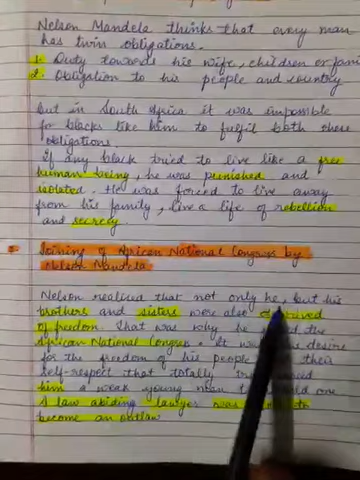 Nelson Mandela thinks that every man
has twin obligations.
1. Duty towards his wife, children or fami
2. Obligation to his people and country
but in South Africa it was impossible
for blacks like him to fulfil both these
obligations
if any black tried to live like a free
human being, he was punished and
isolated. He was forced to live away
from his family, live a life of rebellion
and secrecy
Joining of African National Congress by
Nelson Mandela
Nelson realised that not only he, but his
brothers and sisters were also
of freedom. That was why he the
African National Congress. It desire
for the freedom of his people their
self-respect that totally
him a weak young man one
A law abiding lawyer was
become an outlaw